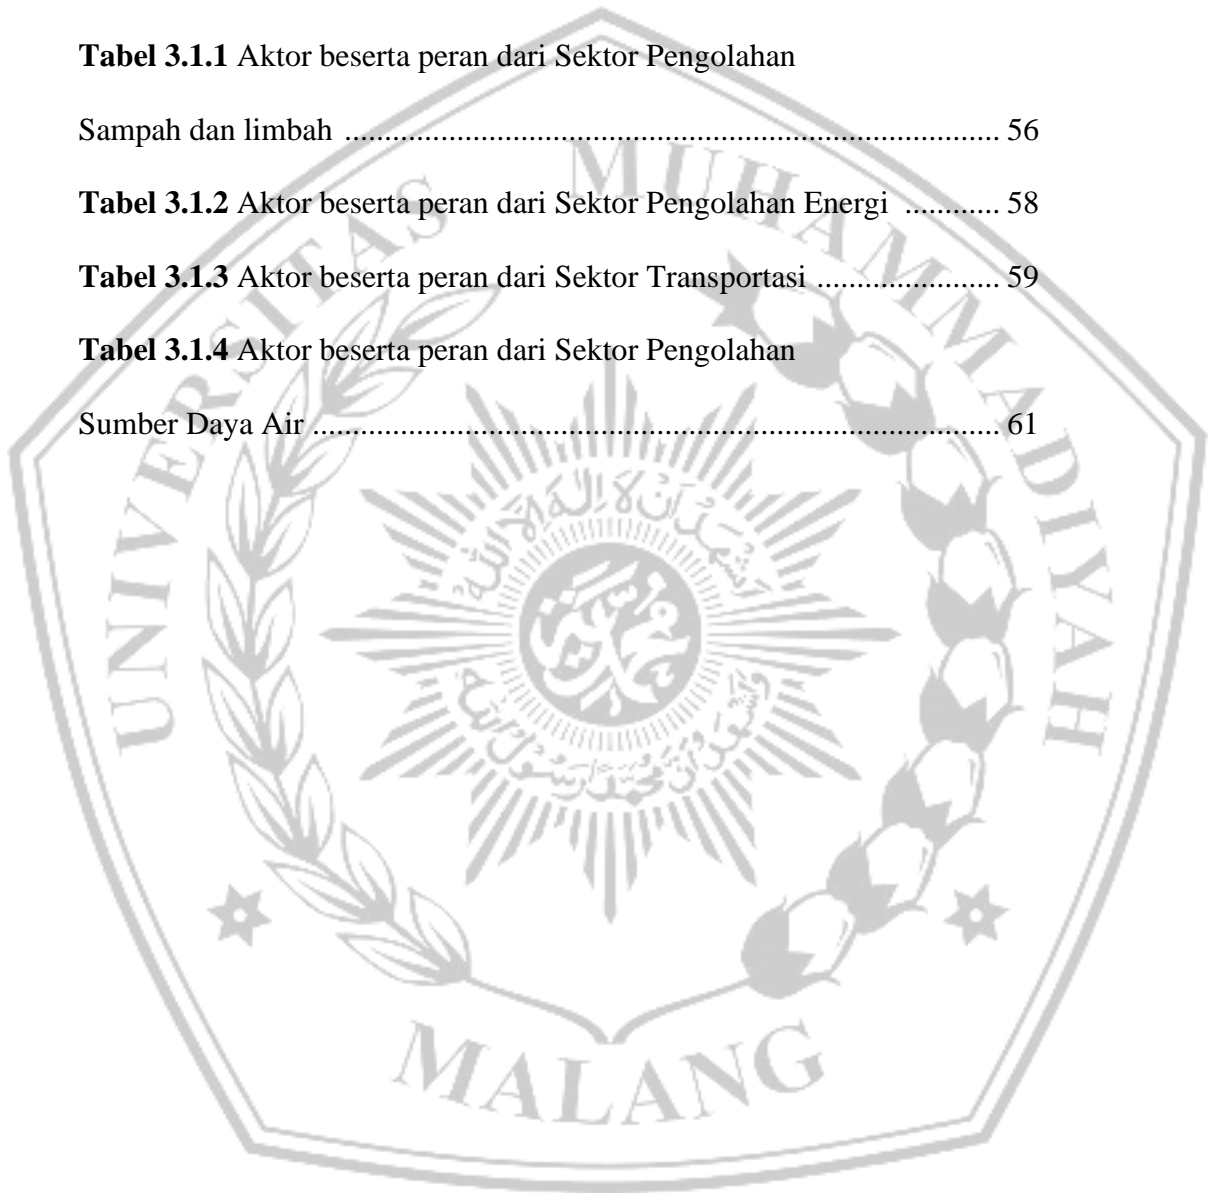 Tabel 3.1.1 Aktor beserta peran dari Sektor Pengolahan
Sampah dan limbah ..................................................................... 56
Tabel 3.1.2 Aktor beserta peran dari Sektor Pengolahan Energi ............ 58
Tabel 3.1.3 Aktor beserta peran dari Sektor Transportasi ....................... 59
Tabel 3.1.4 Aktor beserta peran dari Sektor Pengolahan
Sumber Daya Air ........................................................................ 61
UNIVERSITAS MUHAMMADIYAH
MALANG